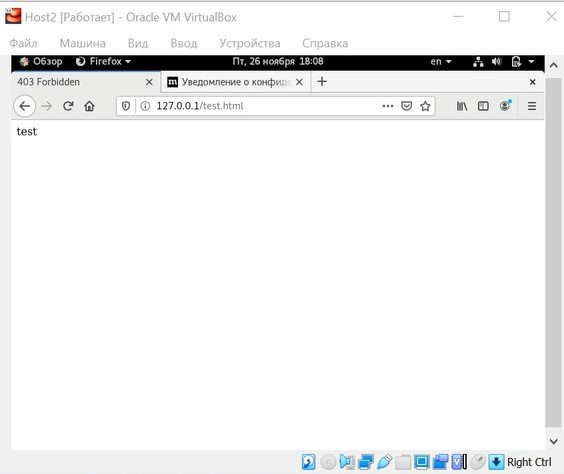 Host2 [Работает] - Oracle VM VirtualBox
Файл Машина Вид Ввод Устройства Справка
Обзор Firefox Пт, 26 ноября 18:08 en
403 Forbidden Уведомление о конфиде
127.0.0.1/test.html
test
Right Ctrl